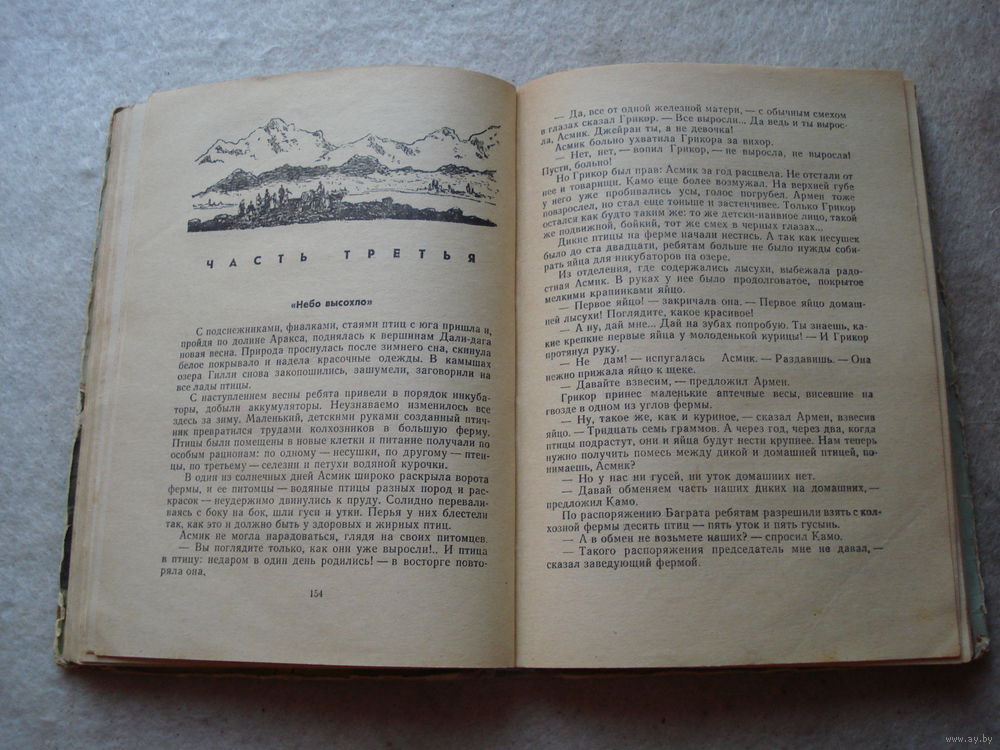 ЧАСТЬ ТРЕТЬЯ
«Небо высохло»
С подснежниками, фиалками, стаями птиц с юга пришла и,
пройдя по долине Аракса, поднялась к вершинам Дали-дага
новая весна. Природа проснулась после зимнего сна, скинула
белое покрывало и надела красочные одежды. В камышах
озера Гилли снова закопошились, зашумели, заговорили на
все лады птицы.
С наступлением весны ребята привели в порядок инкуба-
торы, добыли аккумуляторы. Неузнаваемо изменилось все
здесь за зиму. Маленький, детскими руками созданный птич-
ник превратился трудами колхозников в большую ферму.
Птицы были помещены в новые клетки и питание получали по
особым рационам: по одному — несушки, по другому — птен-
цы, по третьему — селезни и петухи водяной курочки.
В один из солнечных дней Асмик широко раскрыла ворота
фермы, и ее питомцы — водяные птицы разных пород и рас-
красок — неудержимо двинулись к пруду. Солидно перевали-
ваясь с боку на бок, шли гуси и утки. Перья у них блестели
так, как это и должно быть у здоровых и жирных птиц.
Асмик не могла нарадоваться, глядя на своих питомцев.
— Вы поглядите только, как они уже выросли!.. И птица
в птицу: недаром в один день родились! — в восторге повто-
ряла она.
154
— Да, все от одной железной матери, — с обычным смехом
в глазах сказал Грикор. — Все выросли... Да ведь и ты вырос-
ла, Асмик. Джейран ты, а не девочка!
Асмик больно ухватила Грикора за вихор.
— Нет, нет, — вопил Грикор, — не выросла, не выросла!
Пусти, больно!
Но Грикор был прав: Асмик за год расцвела. Не отстали от
нее и товарищи. Камо еще более возмужал. На верхней губе
у него уже пробивались усы, голос погрубел. Армен тоже
повзрослел, но стал еще тоньше и застенчивее. Только Грикор
остался как будто таким же: то же детски-наивное лицо, такой
же подвижной, бойкий, тот же смех в черных глазах...
Дикие птицы на ферме начали нестись. А так как несушек
было до ста двадцати, ребятам больше не было нужды соби-
рать яйца для инкубаторов на озере.
Из отделения, где содержались лысухи, выбежала радо-
стная Асмик. В руках у нее было продолговатое, покрытое
мелкими крапинками яйцо.
— Первое яйцо! — закричала она. — Первое яйцо домаш-
ней лысухи! Поглядите, какое красивое!
— А ну, дай мне... Дай на зубах попробую. Ты знаешь, ка-
кие крепкие первые яйца у молоденькой курицы! — И Грикор
протянул руку.
— Не дам! — испугалась Асмик. — Раздавишь. — Она
нежно прижала яйцо к щеке.
— Давайте взвесим, — предложил Армен.
Грикор принес маленькие аптечные весы, висевшие на
гвозде в одном из углов фермы.
— Ну, такое же, как и куриное, — сказал Армен, взвесив
яйцо. — Тридцать семь граммов. А через год, через два, когда
птицы подрастут, они и яйца будут нести крупнее. Нам теперь
нужно получить помесь между дикой и домашней птицей, по-
нимаешь, Асмик?
— Но у нас ни гусей, ни уток домашних нет.
— Давай обменяем часть наших диких на домашних, —
предложил Камо.
По распоряжению Баграта ребятам разрешили взять с кол-
хозной фермы десять птиц — пять уток и пять гусынь.
— А в обмен не возьмете наших? — спросил Камо.
— Такого распоряжения председатель мне не давал, —
сказал заведующий фермой.
www.ay.by